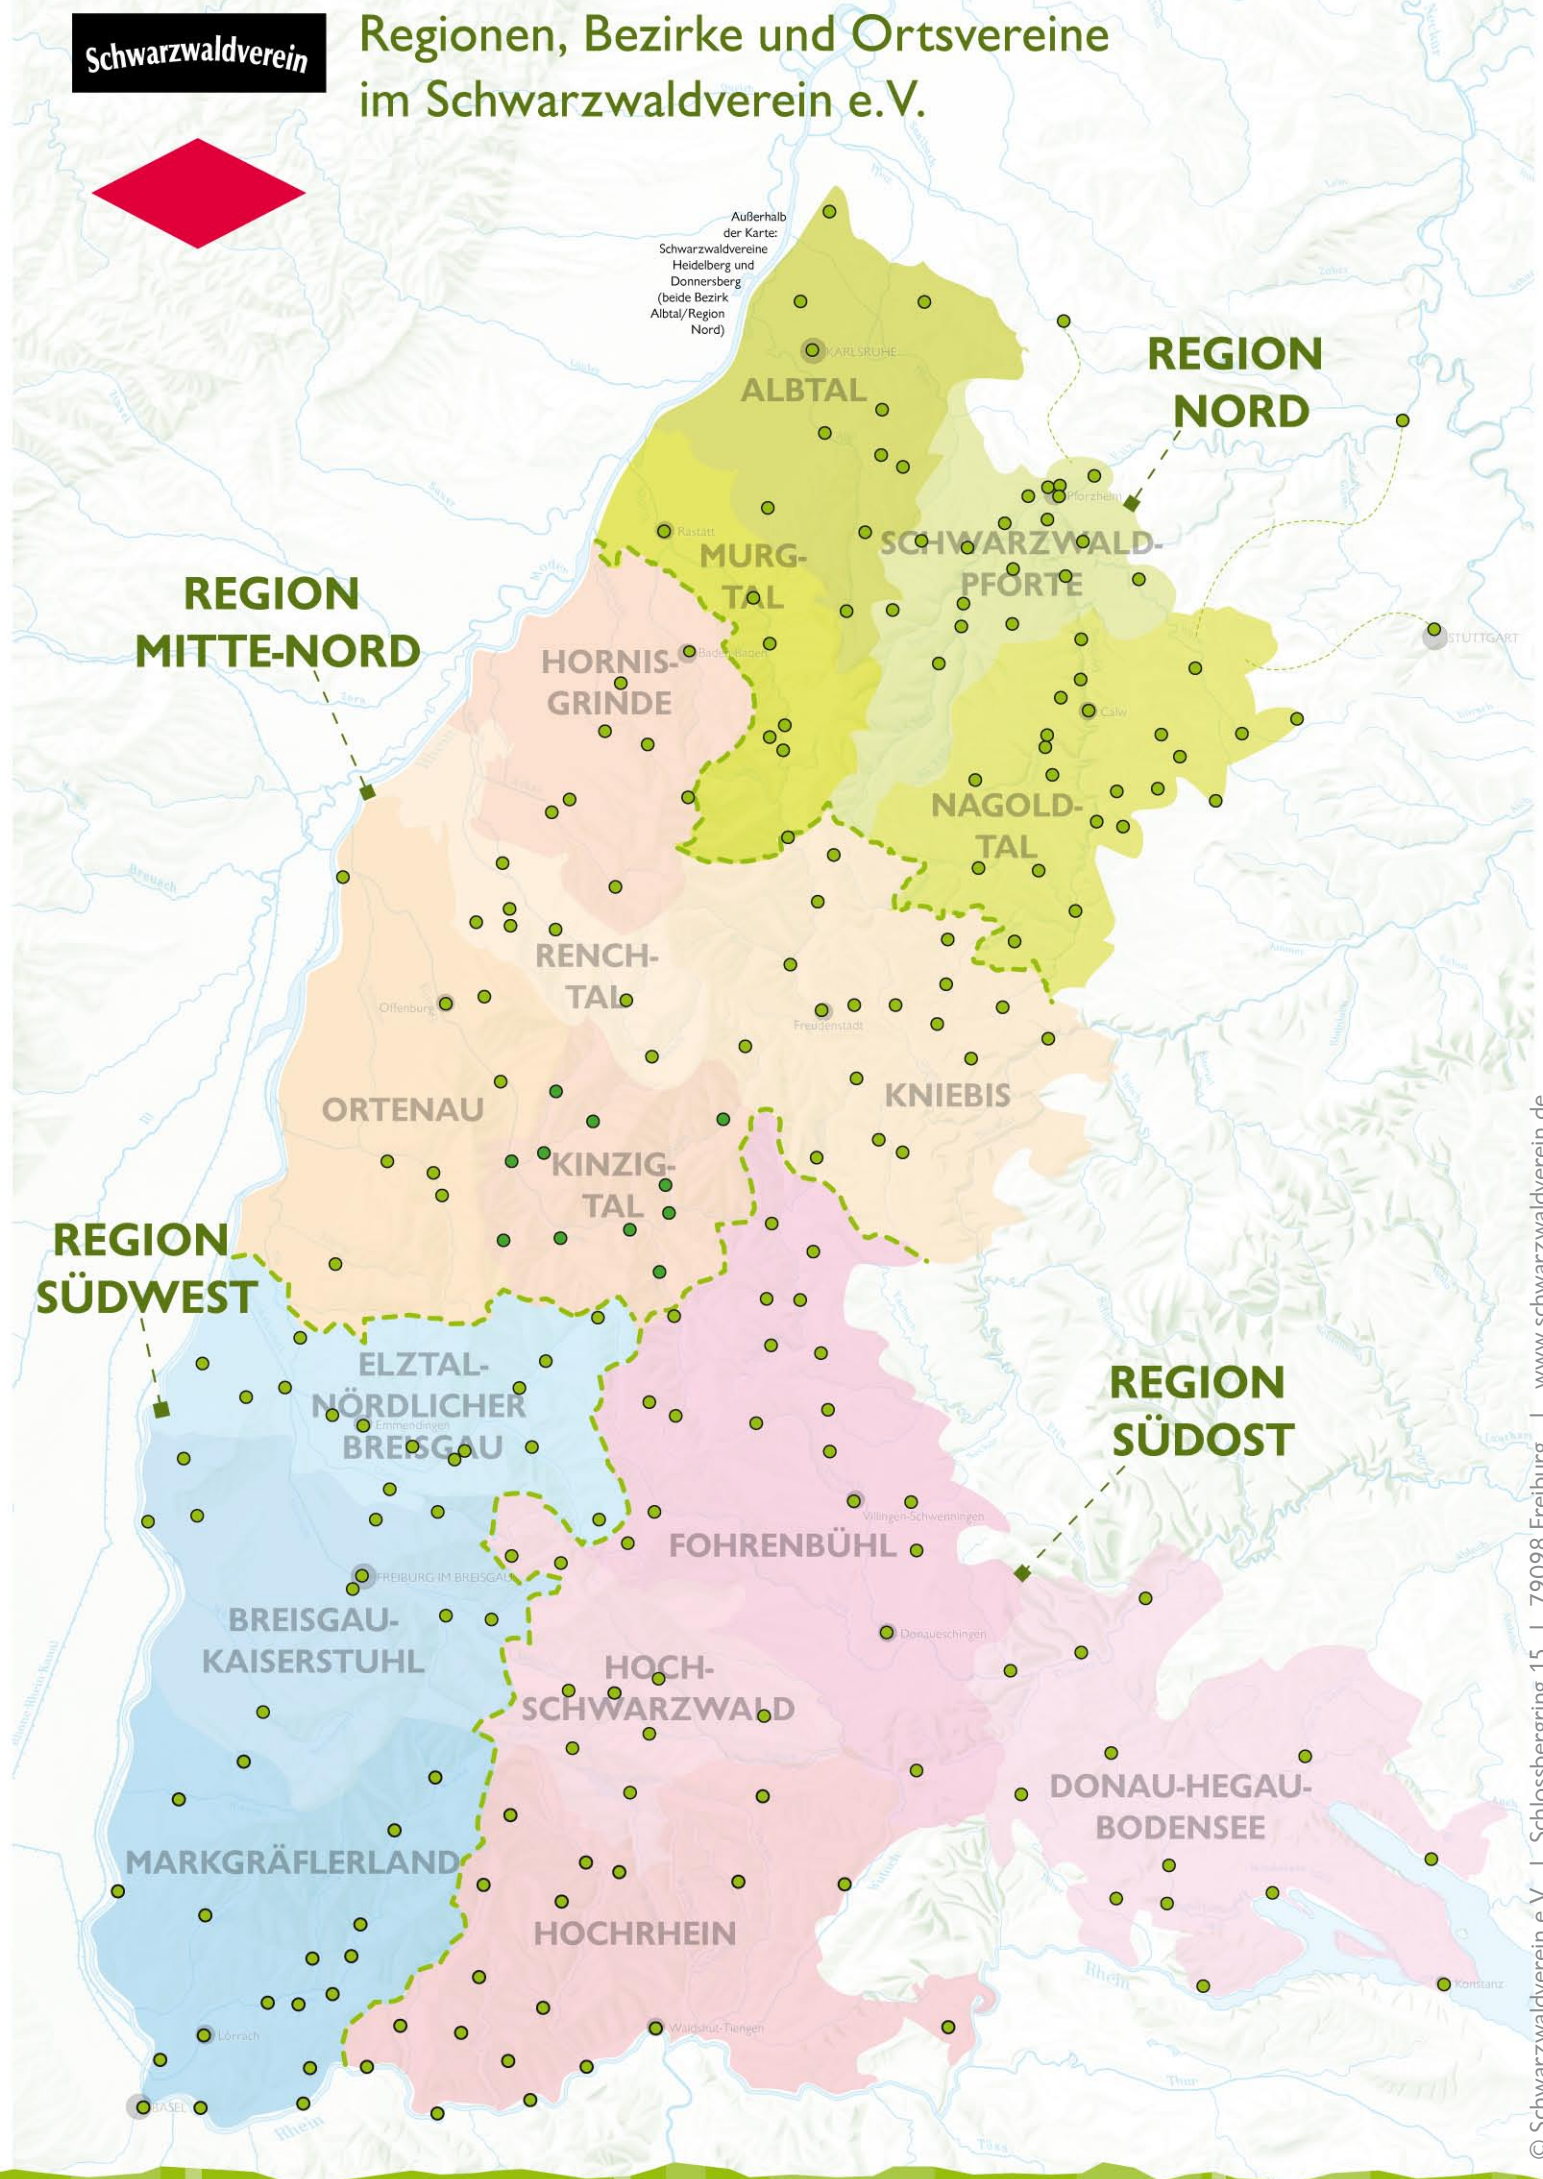 Schwarzwaldverein
Regionen, Bezirke und Ortsvereine
im Schwarzwaldverein e.V.
Außerhalb
der Karte:
Schwarzwaldvereine
Heidelberg und
Donnersberg
(beide Bezirk
Albtal/Region
Nord)
REGION
NORD
KARLSRUHE
ALBTAL
Pforzheim
Rastatt
MURG-
TAL
SCHWARZWALD-
PFORTE
REGION
MITTE-NORD
Moder
STUTTGART
HORNIS-
GRINDE
Baden-Baden
Calw
NAGOLD-
TAL
RENCH-
TAL
Offenburg
Freudenstadt
KNIEBIS
ORTENAU
KINZIG-
TAL
REGION
SÜDWEST
ELZTAL-
NÖRDLICHER
BREISGAU
Emmendingen
REGION
SÜDOST
Villingen-Schwenningen
FOHRENBÜHL
FREIBURG IM BREISGAU
BREISGAU-
KAISERSTUHL
Donaueschingen
HOCH-
SCHWARZWALD
DONAU-HEGAU-
BODENSEE
MARKGRÄFLERLAND
HOCHRHEIN
Wutach
Rhein
Konstanz
Lörrach
Waldshut-Tiengen
BASEL
Rhein
Thur
Töss
© Schwarzwaldverein e.V. I Schlossbergring 15 I 79098 Freiburg I www.schwarzwaldverein.de